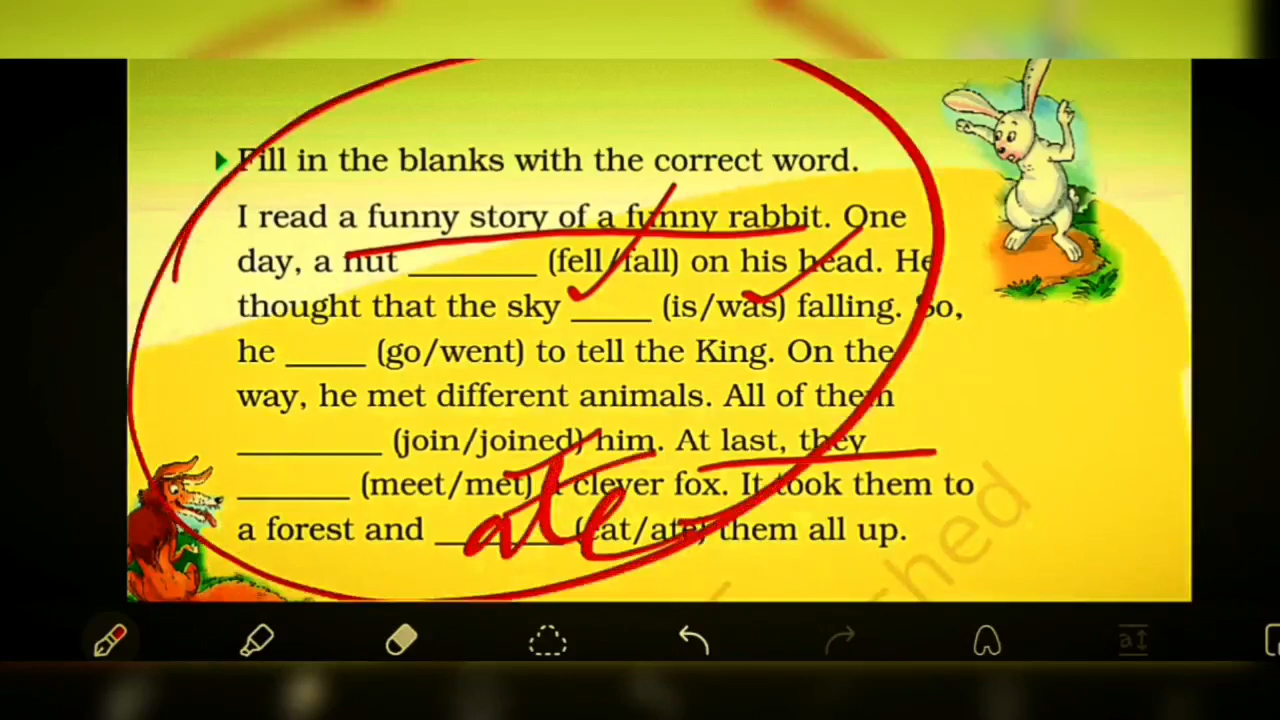 Fill in the blanks with the correct word.
I read a funny story of a funny rabbit. One
day, a nut ________ (fell/fall) on his head. He
thought that the sky _____ (is/was) falling. So,
he _____ (go/went) to tell the King. On the
way, he met different animals. All of them
_________ (join/joined) him. At last, they
_______ (meet/met) a clever fox. It took them to
a forest and ________ (eat/ate) them all up.
ate
shed
a